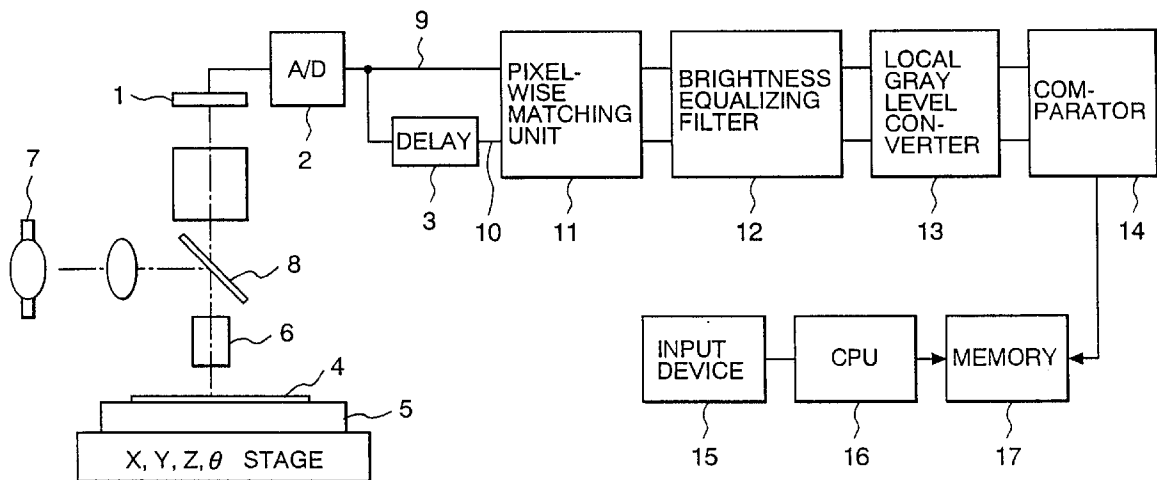 1
A/D
2
9
DELAY
3
10
PIXEL-
WISE
MATCHING
UNIT
11
BRIGHTNESS
EQUALIZING
FILTER
12
LOCAL
GRAY
LEVEL
CON-
VERTER
13
COM-
PARATOR
14
7
8
6
4
5
X, Y, Z, θ STAGE
INPUT
DEVICE
15
CPU
16
MEMORY
17